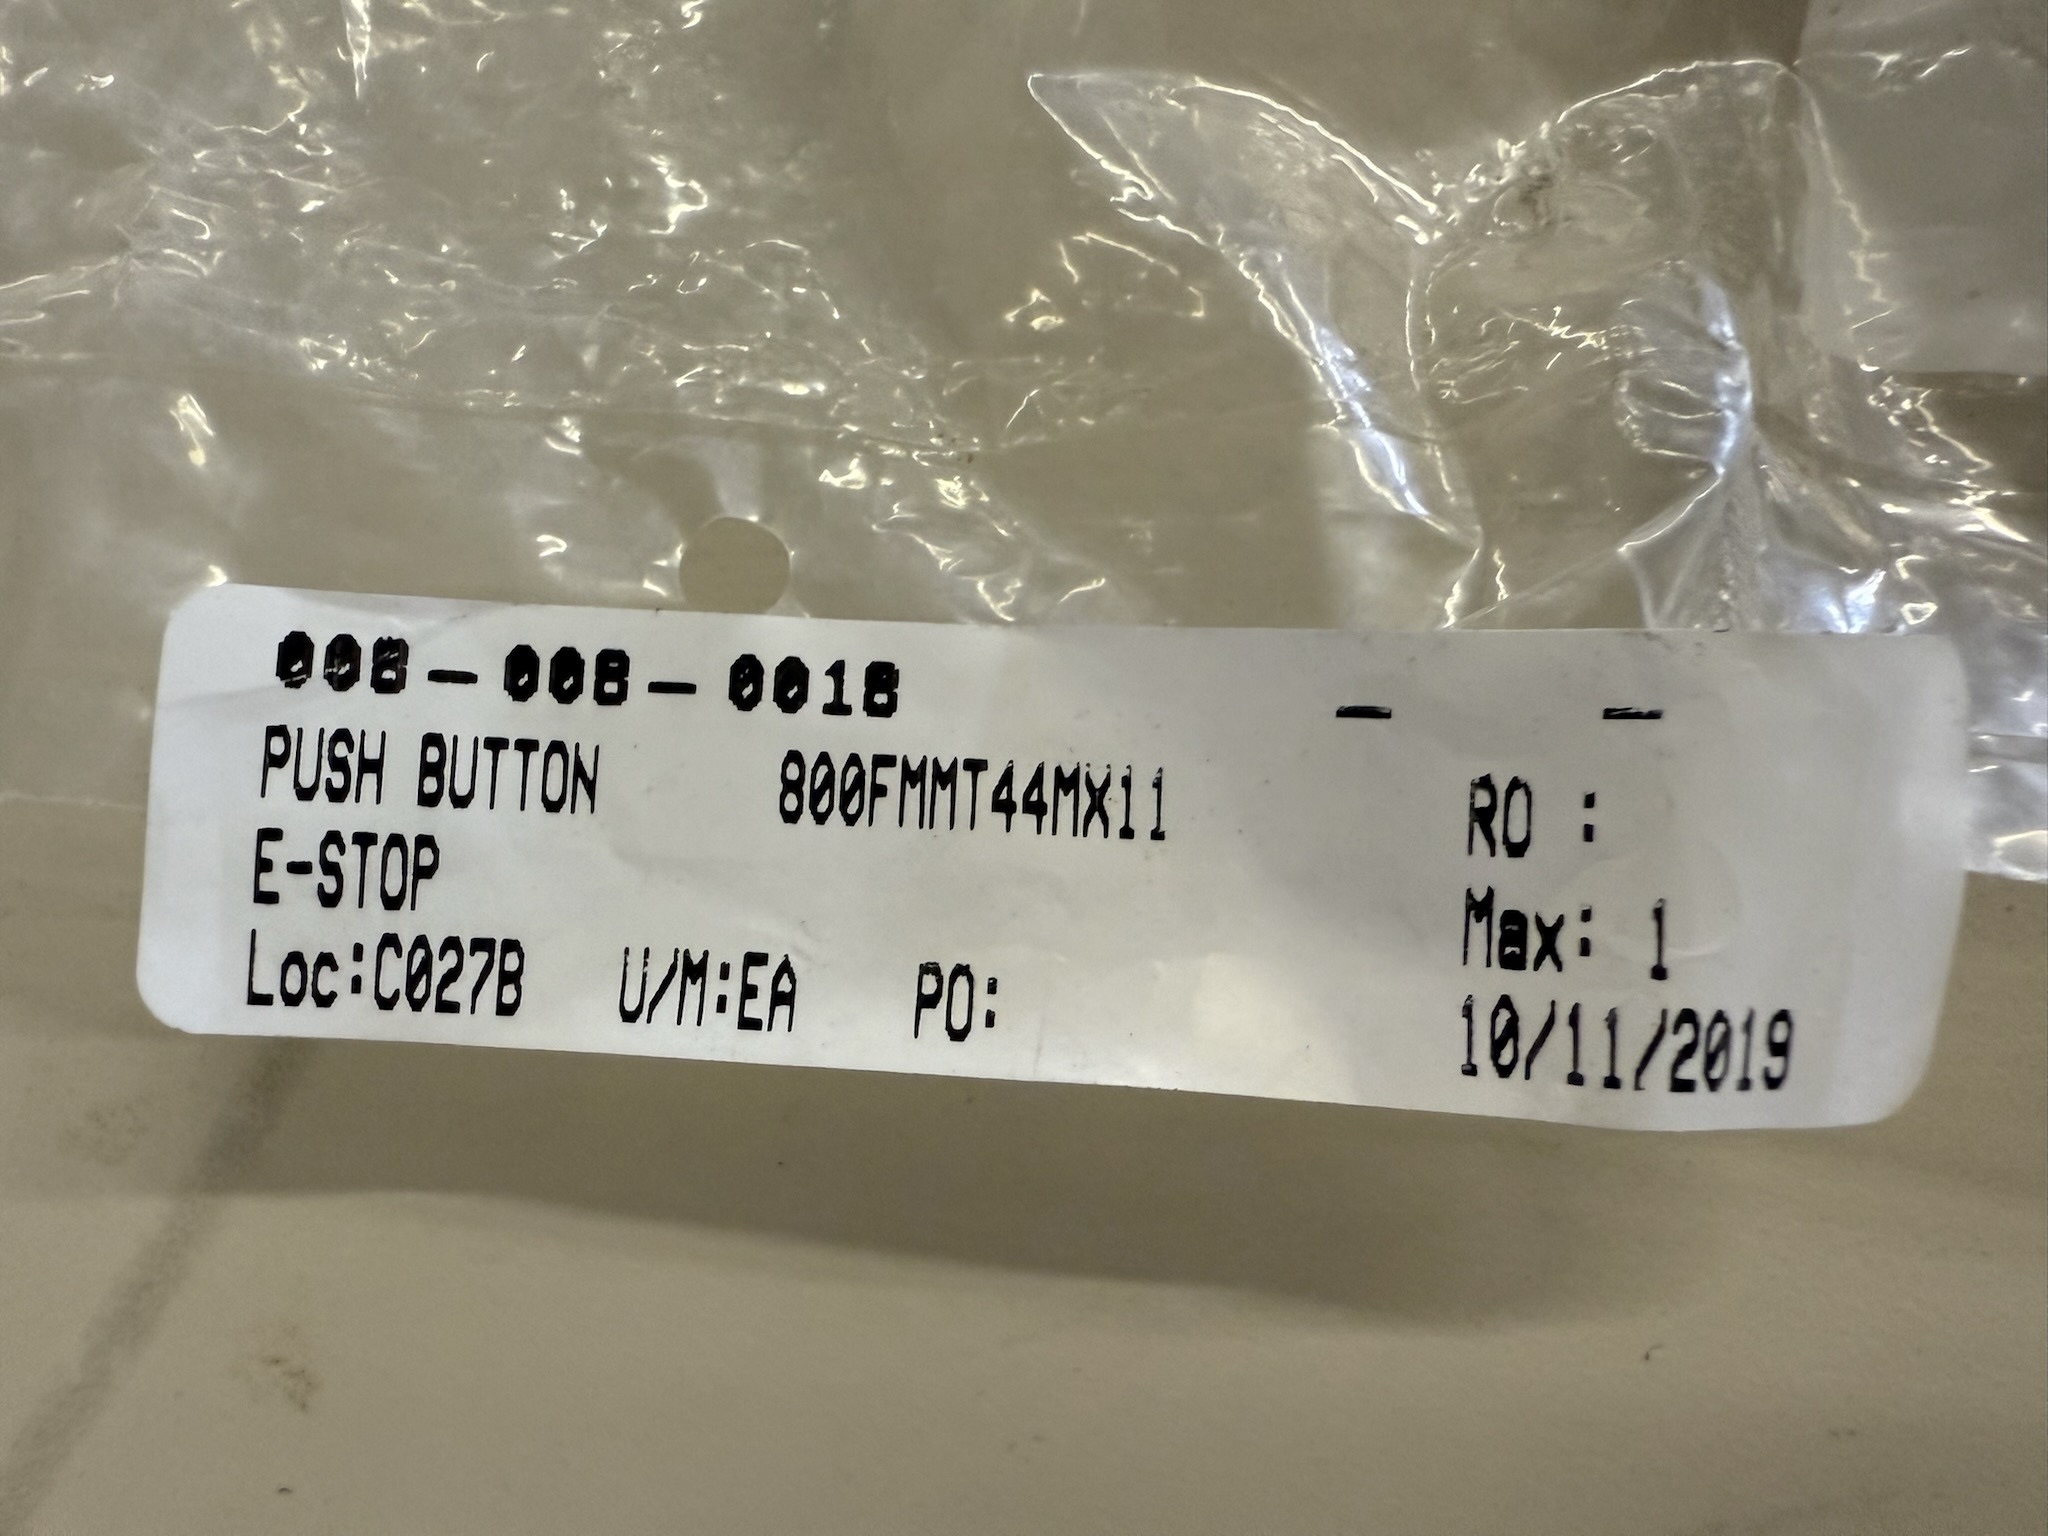 008-008-0018 - -
PUSH BUTTON 800FMMT44MX11 RO :
E-STOP Max: 1
Loc:C027B U/M:EA PO: 10/11/2019